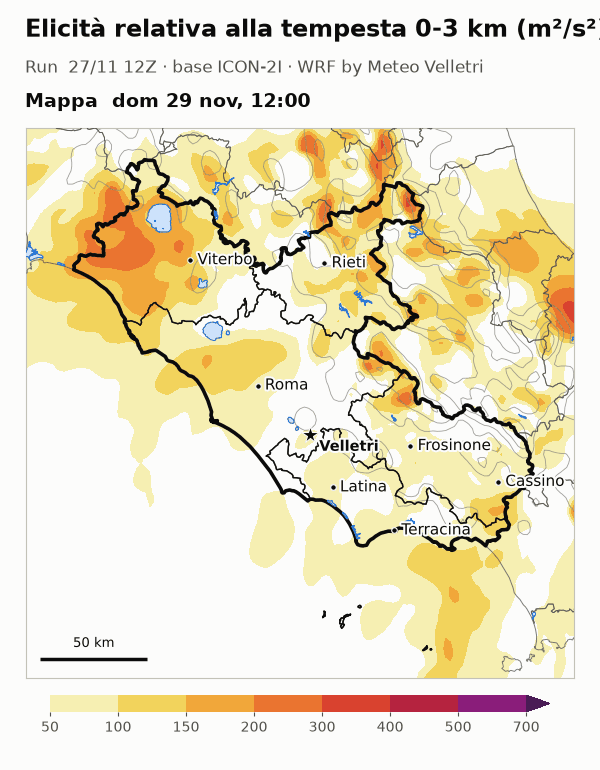 Elicità relativa alla tempesta 0-3 km (m²/s²)
Run  27/11 12Z · base ICON-2I · WRF by Meteo Velletri
Mappa  dom 29 nov, 12:00
Viterbo
Rieti
Roma
Velletri
Frosinone
Cassino
Latina
Terracina
50 km
50 100 150 200 300 400 500 700